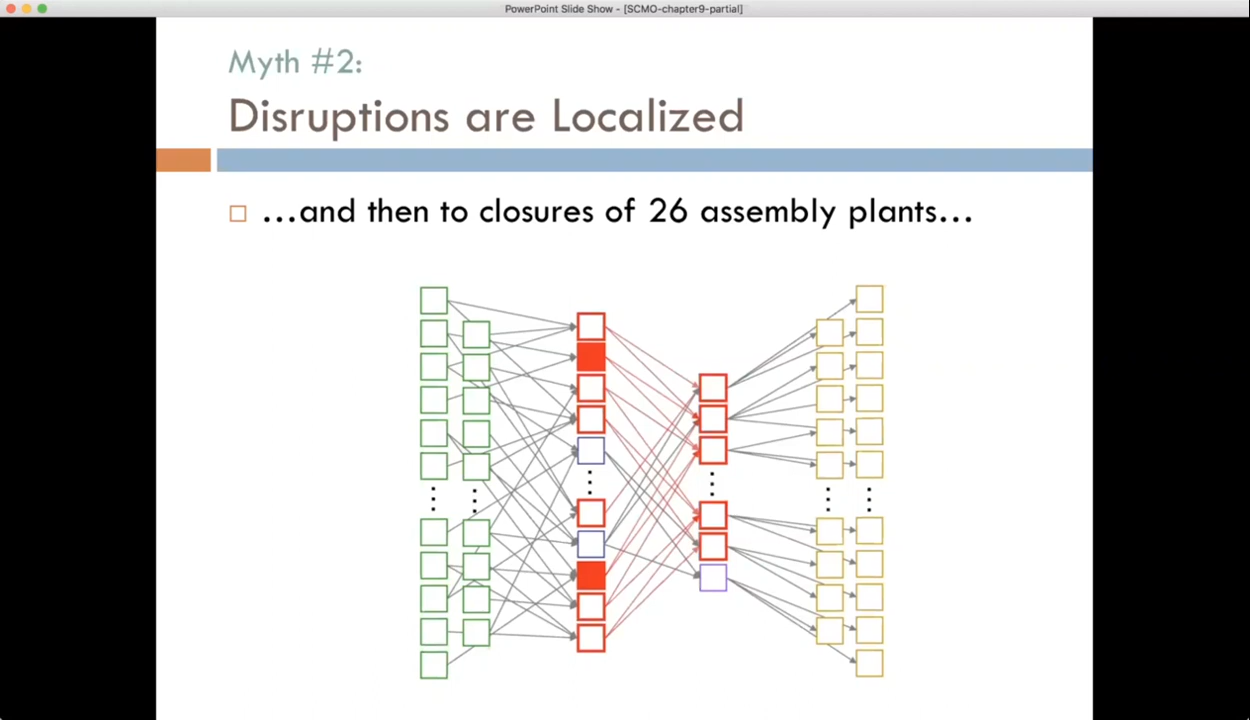 PowerPoint Slide Show - [SCMO-chapter9-partial]
Myth #2:
Disruptions are Localized
…and then to closures of 26 assembly plants…